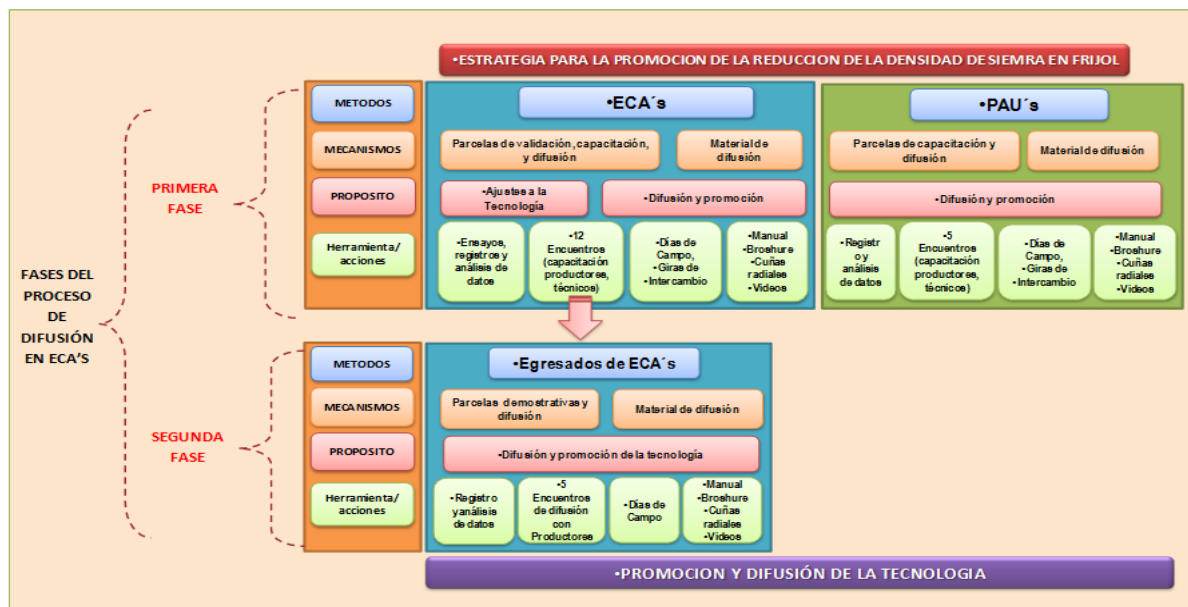 •ESTRATEGIA PARA LA PROMOCION DE LA REDUCCION DE LA DENSIDAD DE SIEMRA EN FRIJOL
FASES DEL
PROCESO
DE
DIFUSIÓN
EN ECA'S
PRIMERA
FASE
METODOS
•ECA´s
•PAU´s
MECANISMOS
Parcelas de validación, capacitación,
y difusión
Material de
difusión
Parcelas de capacitación y
difusión
Material de difusión
PROPOSITO
•Ajustes a la
Tecnología
•Difusión y promoción
•Difusión y promoción
Herramienta/
acciones
•Ensayos,
registros y
análisis de
datos
•12
Encuentros
(capacitación
productores,
técnicos)
•Días de
Campo,
•Giras de
•Intercambio
•Manual
•Broshure
•Cuñas
radiales
•Videos
•Registr
o y
análisis
de datos
•5
Encuentros
(capacitación
productores,
técnicos)
•Días de
Campo,
•Giras de
•Intercambio
•Manual
•Broshure
•Cuñas
radiales
•Videos
SEGUNDA
FASE
METODOS
•Egresados de ECA´s
MECANISMOS
Parcelas demostrativas y
difusión
Material de difusión
PROPOSITO
•Difusión y promoción de la tecnología
Herramienta/
acciones
•Registro
y análisis
de datos
•5
Encuentros
de difusión
con
Productores
•Días de
Campo
•Manual
•Broshure
•Cuñas
radiales
•Videos
•PROMOCION Y DIFUSIÓN DE LA TECNOLOGIA